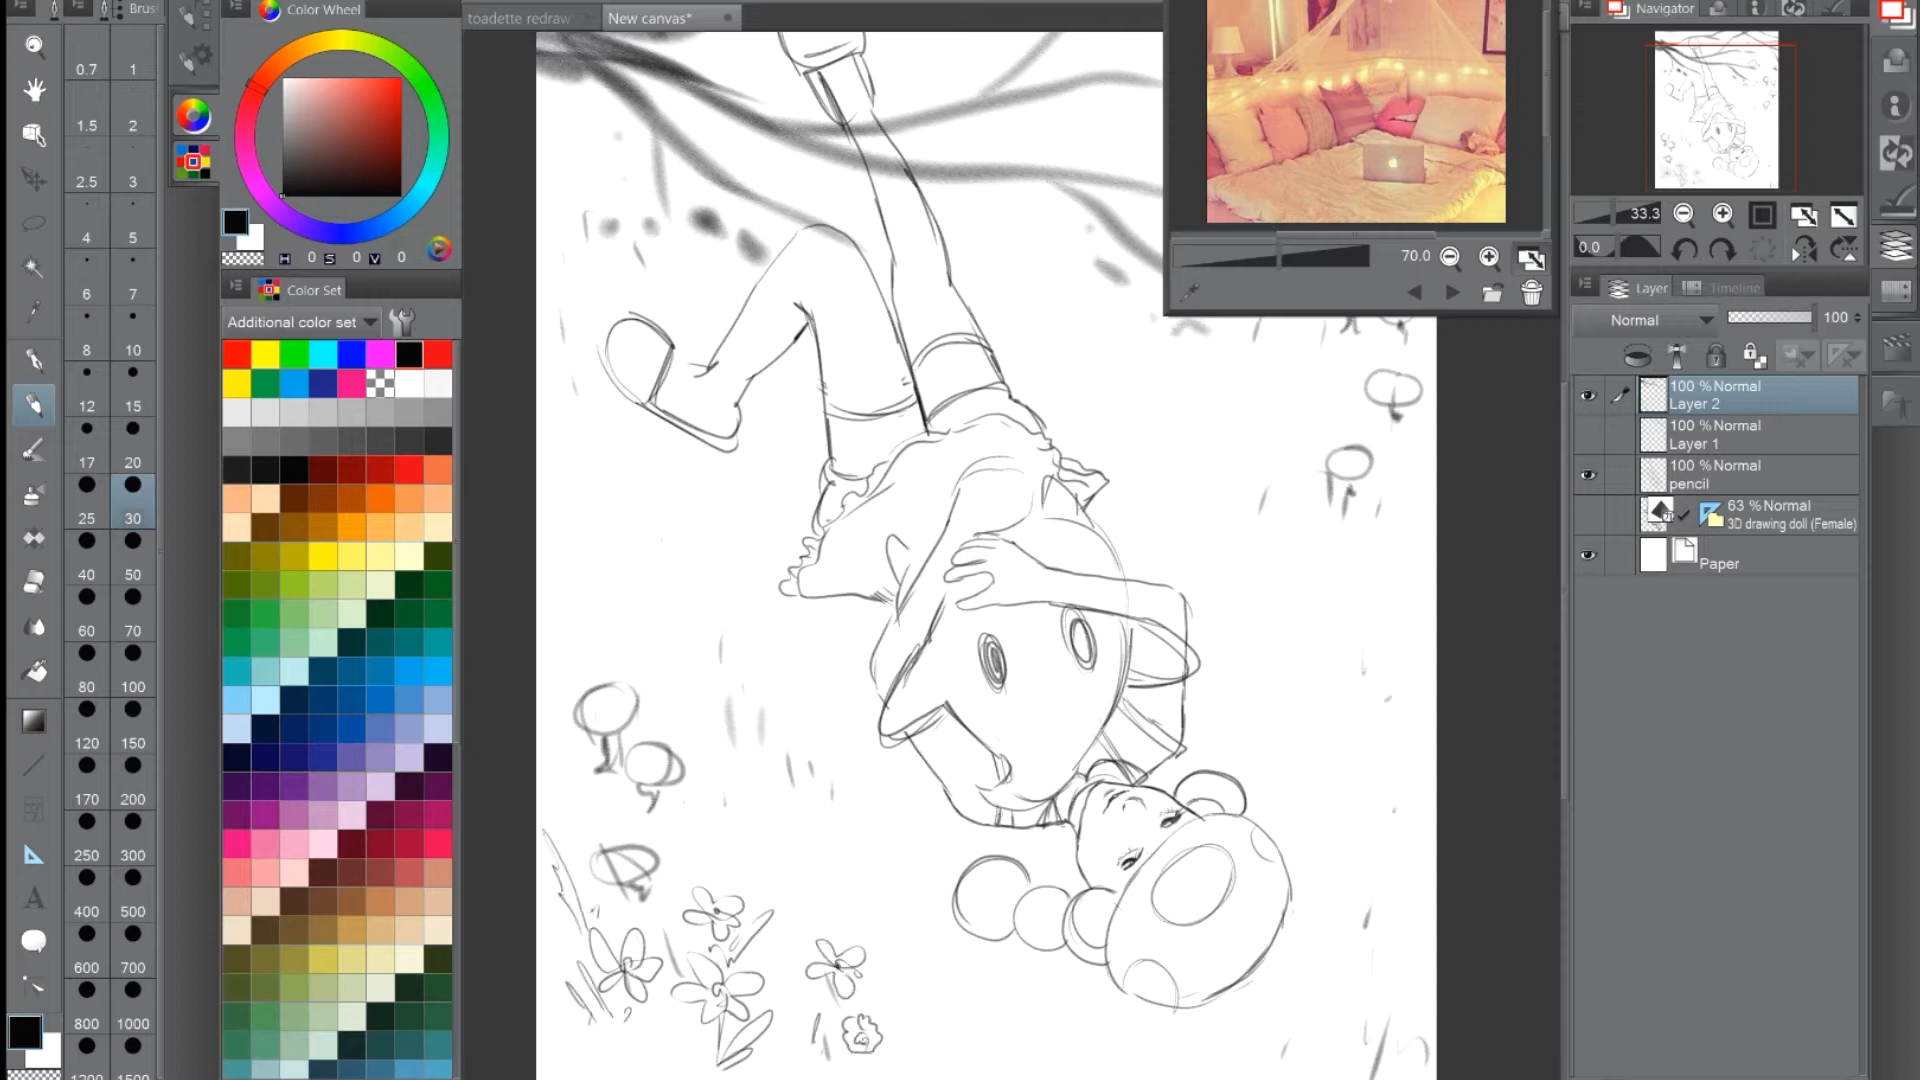 Brus
Color Wheel
toadette redraw*
New canvas*
Navigator
0.7 1
1.5 2
2.5 3
4 5
6 7
8 10
12 15
17 20
25 30
40 50
60 70
80 100
120 150
170 200
250 300
400 500
600 700
800 1000
H 0 S 0 V 0
Color Set
Additional color set
70.0
33.3
0.0
Layer
Timeline
Normal
100
100 % Normal
Layer 2
100 % Normal
Layer 1
100 % Normal
pencil
63 % Normal
3D drawing doll (Female)
Paper
A